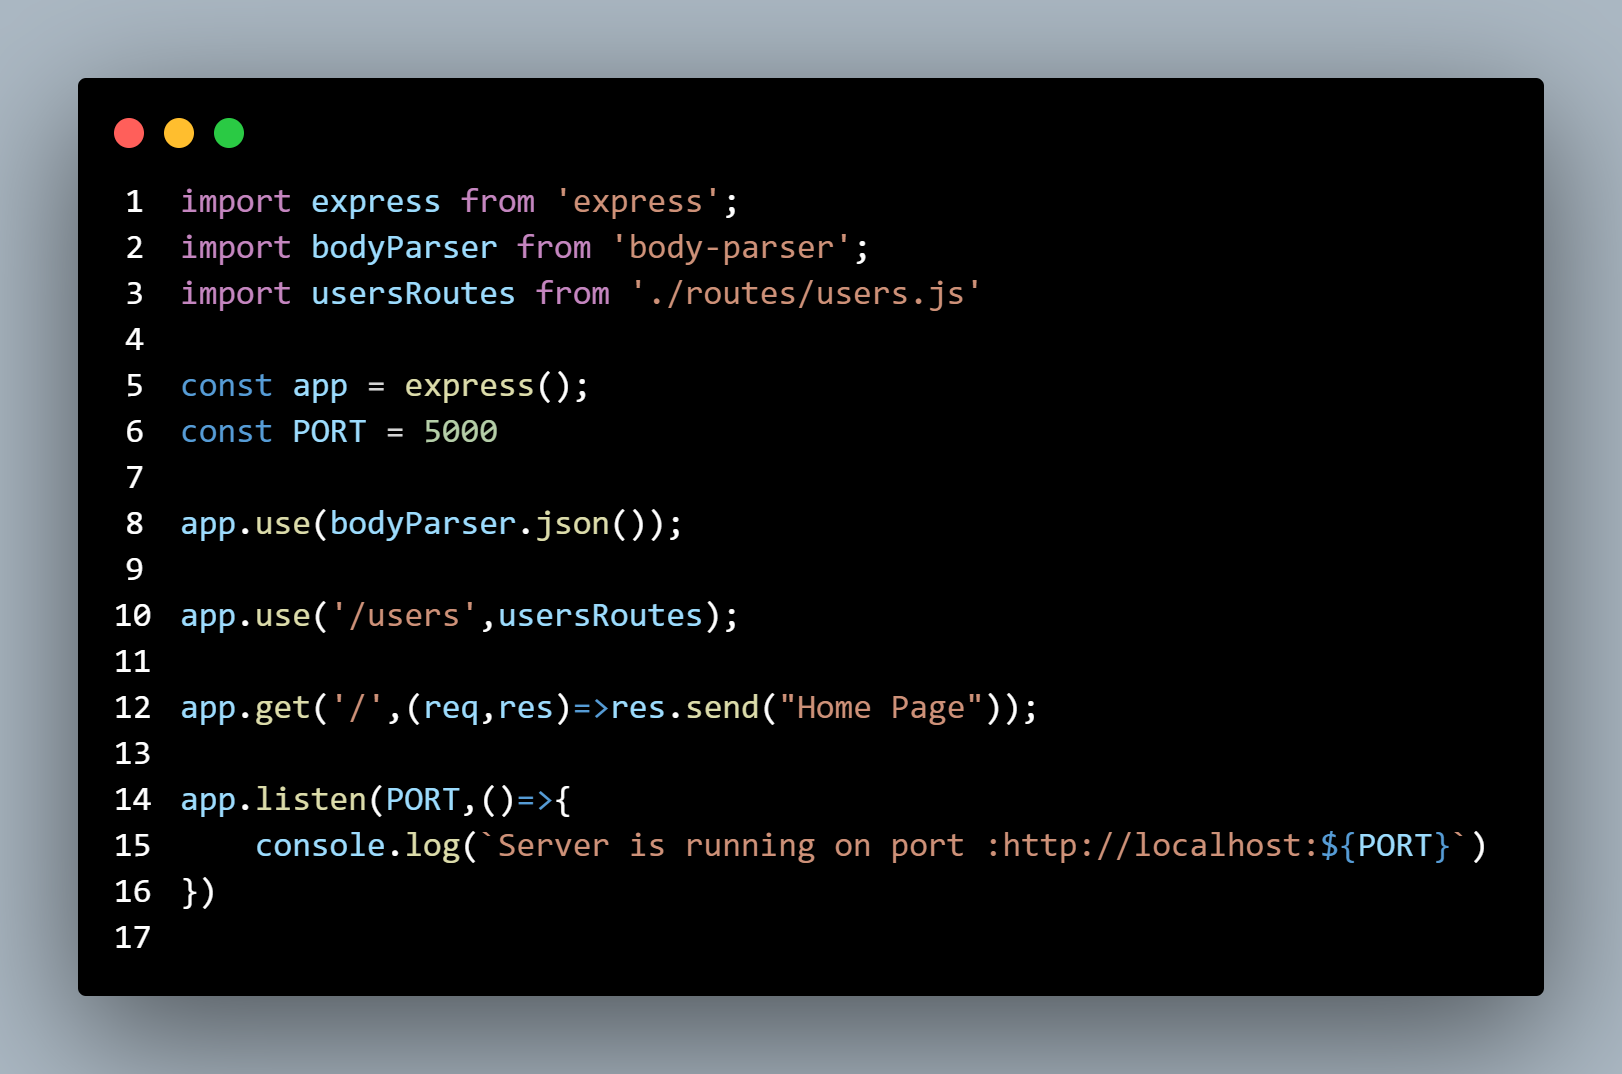 1 import express from 'express';
2 import bodyParser from 'body-parser';
3 import usersRoutes from './routes/users.js'
4
5 const app = express();
6 const PORT = 5000
7
8 app.use(bodyParser.json());
9
10 app.use('/users',usersRoutes);
11
12 app.get('/',(req,res)=>res.send("Home Page"));
13
14 app.listen(PORT,()=>{
15     console.log(`Server is running on port :http://localhost:${PORT}`)
16 })
17